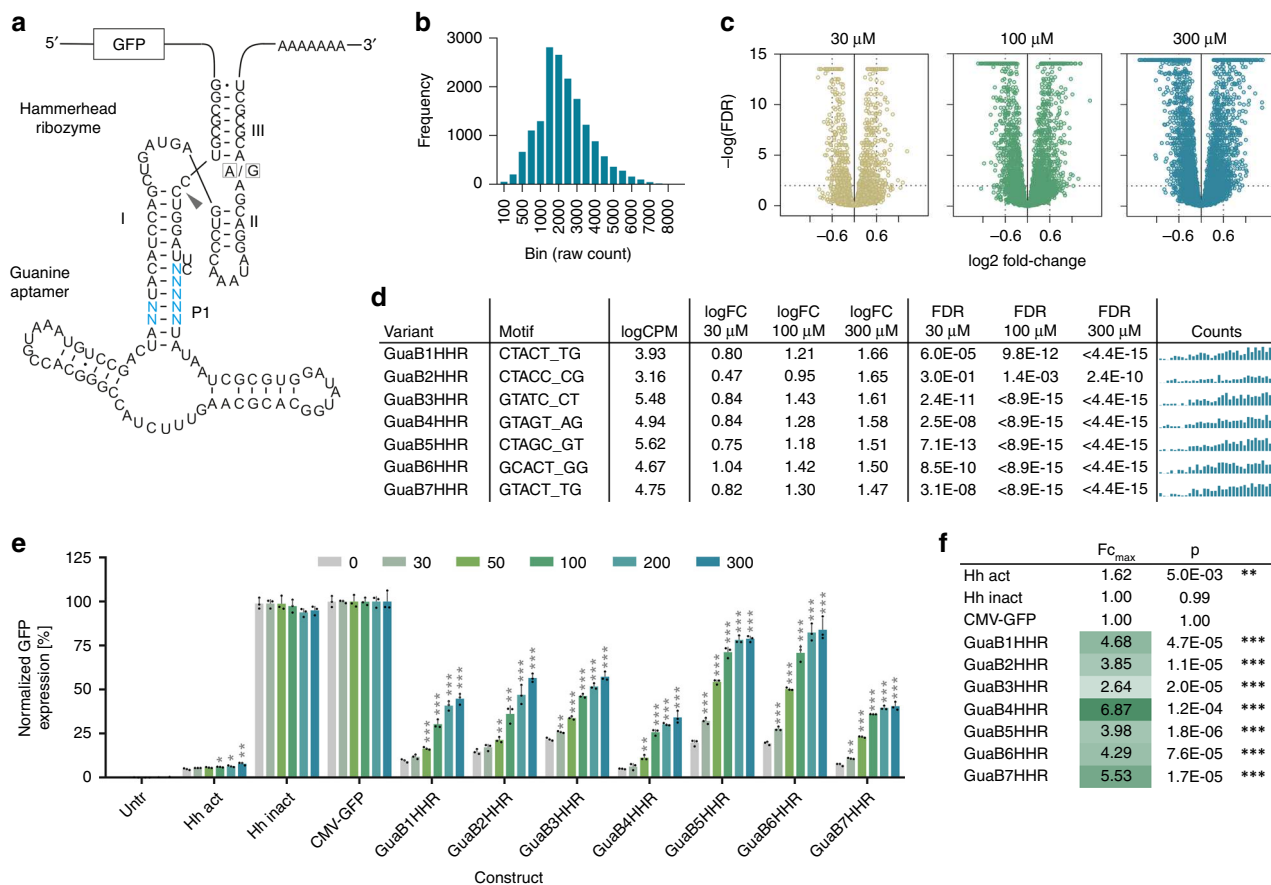 a
5′
GFP
AAAAAAA
3′
Hammerhead
ribozyme
III
A / G
I
II
Guanine
aptamer
P1
NNNNN
NN
b
3000
2000
1000
0
Frequency
100
500
1000
2000
3000
4000
5000
6000
7000
8000
Bin (raw count)
c
30 μM
100 μM
300 μM
15
10
5
0
−log(FDR)
−0.6 0.6
−0.6 0.6
−0.6 0.6
log2 fold-change
d
Variant Motif logCPM logFC 30 μM logFC 100 μM logFC 300 μM FDR 30 μM FDR 100 μM FDR 300 μM Counts
GuaB1HHR CTACT_TG 3.93 0.80 1.21 1.66 6.0E-05 9.8E-12 <4.4E-15
GuaB2HHR CTACC_CG 3.16 0.47 0.95 1.65 3.0E-01 1.4E-03 2.4E-10
GuaB3HHR GTATC_CT 5.48 0.84 1.43 1.61 2.4E-11 <8.9E-15 <4.4E-15
GuaB4HHR GTAGT_AG 4.94 0.84 1.28 1.58 2.5E-08 <8.9E-15 <4.4E-15
GuaB5HHR CTAGC_GT 5.62 0.75 1.18 1.51 7.1E-13 <8.9E-15 <4.4E-15
GuaB6HHR GCACT_GG 4.67 1.04 1.42 1.50 8.5E-10 <8.9E-15 <4.4E-15
GuaB7HHR GTACT_TG 4.75 0.82 1.30 1.47 3.1E-08 <8.9E-15 <4.4E-15
e
0 30 50 100 200 300
125
100
75
50
25
0
Normalized GFP
expression [%]
Untr
Hh act
Hh inact
CMV-GFP
GuaB1HHR
GuaB2HHR
GuaB3HHR
GuaB4HHR
GuaB5HHR
GuaB6HHR
GuaB7HHR
Construct
f
Fcmax p
Hh act 1.62 5.0E-03 **
Hh inact 1.00 0.99
CMV-GFP 1.00 1.00
GuaB1HHR 4.68 4.7E-05 ***
GuaB2HHR 3.85 1.1E-05 ***
GuaB3HHR 2.64 2.0E-05 ***
GuaB4HHR 6.87 1.2E-04 ***
GuaB5HHR 3.98 1.8E-06 ***
GuaB6HHR 4.29 7.6E-05 ***
GuaB7HHR 5.53 1.7E-05 ***